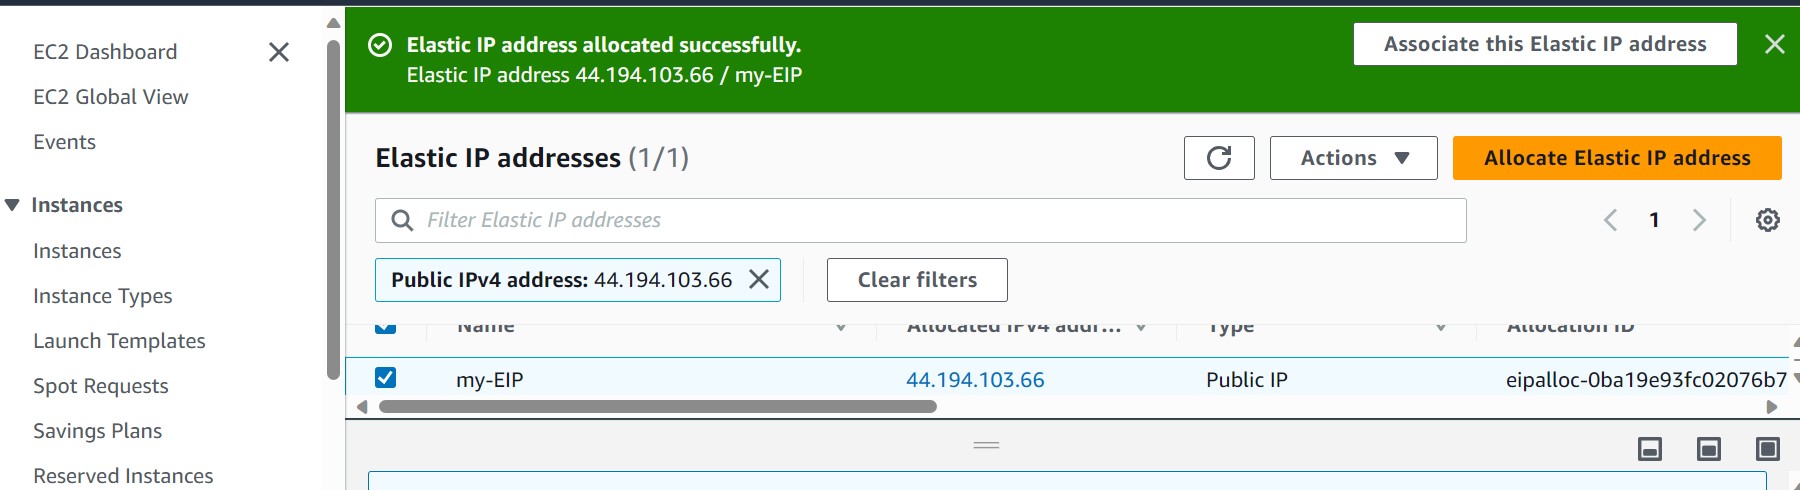 EC2 Dashboard
EC2 Global View
Events
Instances
Instances
Instance Types
Launch Templates
Spot Requests
Savings Plans
Reserved Instances
Elastic IP address allocated successfully.
Elastic IP address 44.194.103.66 / my-EIP
Associate this Elastic IP address
Elastic IP addresses (1/1)
Actions
Allocate Elastic IP address
Filter Elastic IP addresses
1
Public IPv4 address: 44.194.103.66
Clear filters
Name Allocated IPv4 addr... Type Allocation ID
my-EIP 44.194.103.66 Public IP eipalloc-0ba19e93fc02076b7